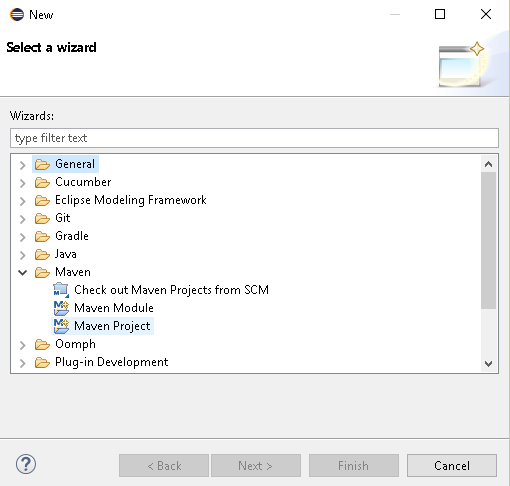 New
Select a wizard
Wizards:
type filter text
General
Cucumber
Eclipse Modeling Framework
Git
Gradle
Java
Maven
Check out Maven Projects from SCM
Maven Module
Maven Project
Oomph
Plug-in Development
? < Back Next > Finish Cancel